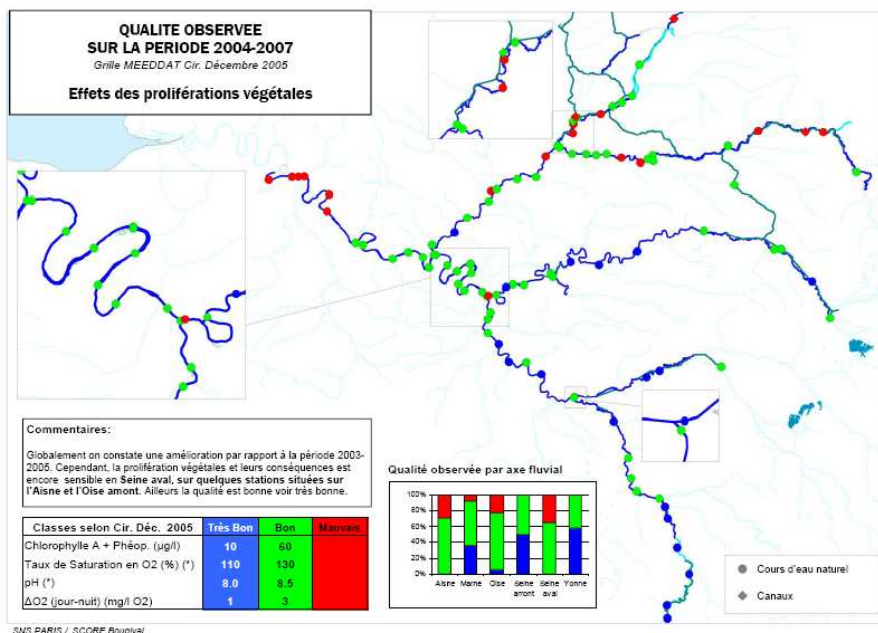 QUALITE OBSERVEE
SUR LA PERIODE 2004-2007
Grille MEEDDAT Cir. Décembre 2005
Effets des proliférations végétales
Commentaires:
Globalement on constate une amélioration par rapport à la période 2003-
2005. Cependant, la prolifération végétales et leurs conséquences est
encore sensible en Seine aval, sur quelques stations situées sur
l'Aisne et l'Oise amont. Ailleurs la qualité est bonne voir très bonne.
Classes selon Cir. Déc. 2005 Très Bon Bon Mauvais
Chlorophylle A + Phéop. (µg/l) 10 60
Taux de Saturation en O2 (%) (*) 110 130
pH (*) 8.0 8.5
ΔO2 (jour-nuit) (mg/l O2) 1 3
SNS PARIS / SCORE Bougival
Qualité observée par axe fluvial
100%
80%
60%
40%
20%
0%
Aisne Marne Oise Seine amont Seine aval Yonne
Cours d'eau naturel
Canaux